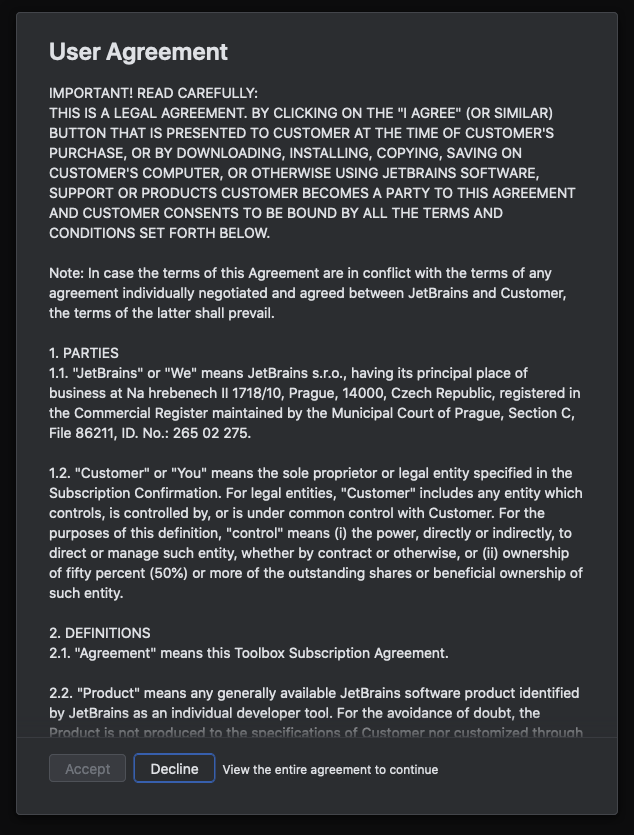 User Agreement
IMPORTANT! READ CAREFULLY:
THIS IS A LEGAL AGREEMENT. BY CLICKING ON THE "I AGREE" (OR SIMILAR)
BUTTON THAT IS PRESENTED TO CUSTOMER AT THE TIME OF CUSTOMER'S
PURCHASE, OR BY DOWNLOADING, INSTALLING, COPYING, SAVING ON
CUSTOMER'S COMPUTER, OR OTHERWISE USING JETBRAINS SOFTWARE,
SUPPORT OR PRODUCTS CUSTOMER BECOMES A PARTY TO THIS AGREEMENT
AND CUSTOMER CONSENTS TO BE BOUND BY ALL THE TERMS AND
CONDITIONS SET FORTH BELOW.
Note: In case the terms of this Agreement are in conflict with the terms of any
agreement individually negotiated and agreed between JetBrains and Customer,
the terms of the latter shall prevail.
1. PARTIES
1.1. "JetBrains" or "We" means JetBrains s.r.o., having its principal place of
business at Na hrebenech II 1718/10, Prague, 14000, Czech Republic, registered in
the Commercial Register maintained by the Municipal Court of Prague, Section C,
File 86211, ID. No.: 265 02 275.
1.2. "Customer" or "You" means the sole proprietor or legal entity specified in the
Subscription Confirmation. For legal entities, "Customer" includes any entity which
controls, is controlled by, or is under common control with Customer. For the
purposes of this definition, "control" means (i) the power, directly or indirectly, to
direct or manage such entity, whether by contract or otherwise, or (ii) ownership
of fifty percent (50%) or more of the outstanding shares or beneficial ownership of
such entity.
2. DEFINITIONS
2.1. "Agreement" means this Toolbox Subscription Agreement.
2.2. "Product" means any generally available JetBrains software product identified
by JetBrains as an individual developer tool. For the avoidance of doubt, the
Product is not produced to the specifications of Customer nor customized through
Accept Decline View the entire agreement to continue